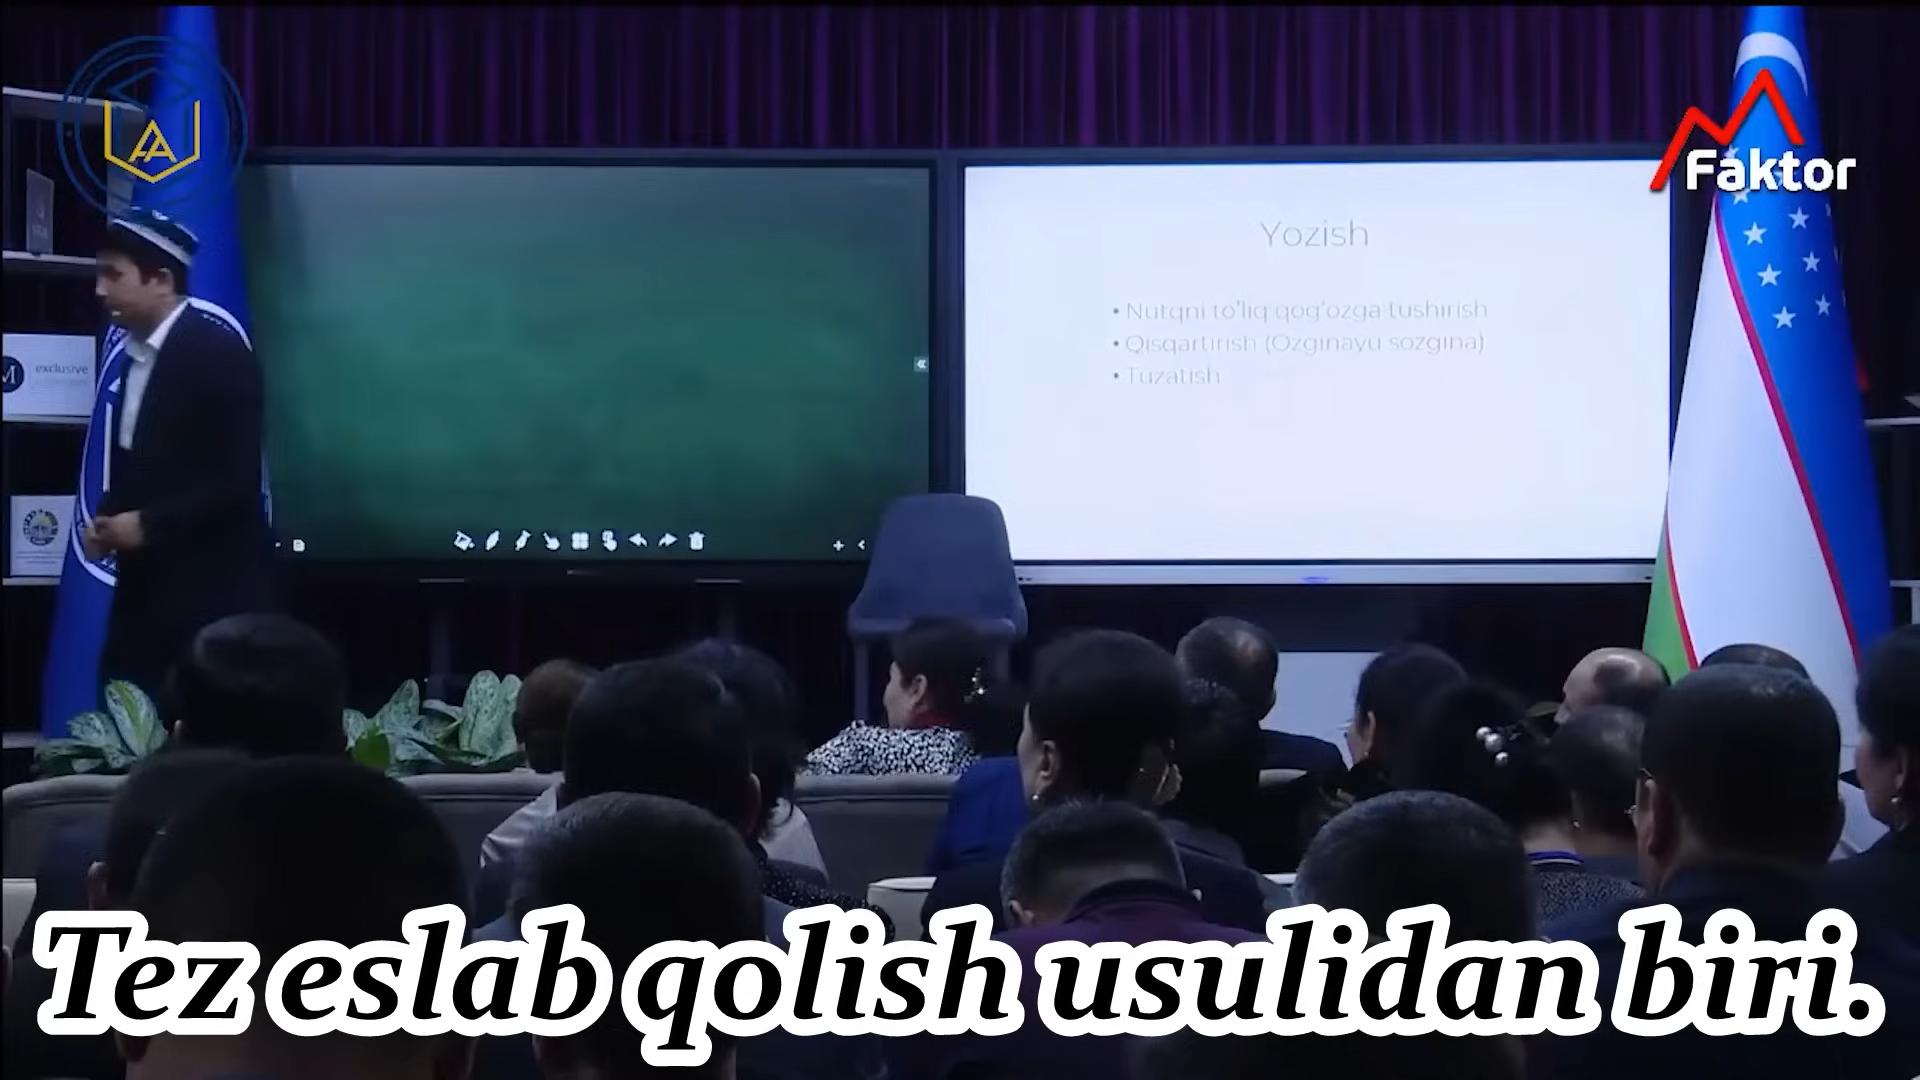 Faktor
Yozish
• Nutqni to'liq qog'ozga tushirish
• Qisqartirish (Ozginayu sozgina)
• Tuzatish
M exclusive
Tez eslab qolish usulidan biri.